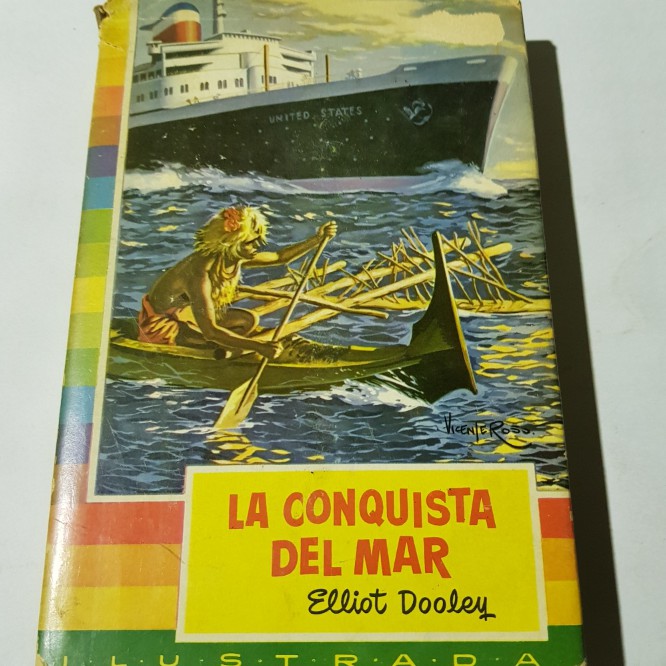 UNITED STATES
VICENTE ROSO.
LA CONQUISTA
DEL MAR
Elliot Dooley
ILUSTRADA